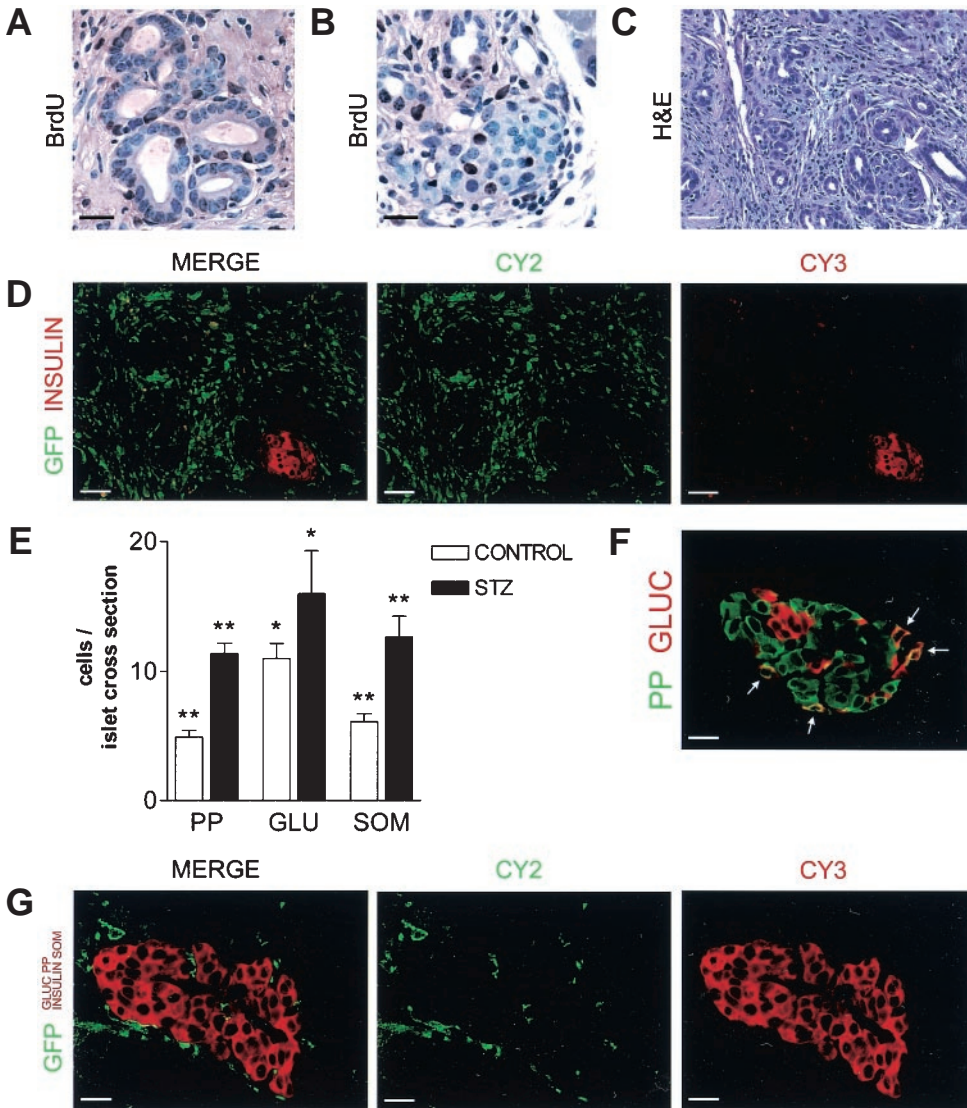 A
BrdU
B
BrdU
C
H&E
MERGE
CY2
CY3
D
GFP INSULIN
E
cells /
islet cross section
20
10
0
**
**
*
*
**
**
CONTROL
STZ
PP
GLU
SOM
F
PP GLUC
MERGE
CY2
CY3
G
GFP
GLUC PP
INSULIN SOM